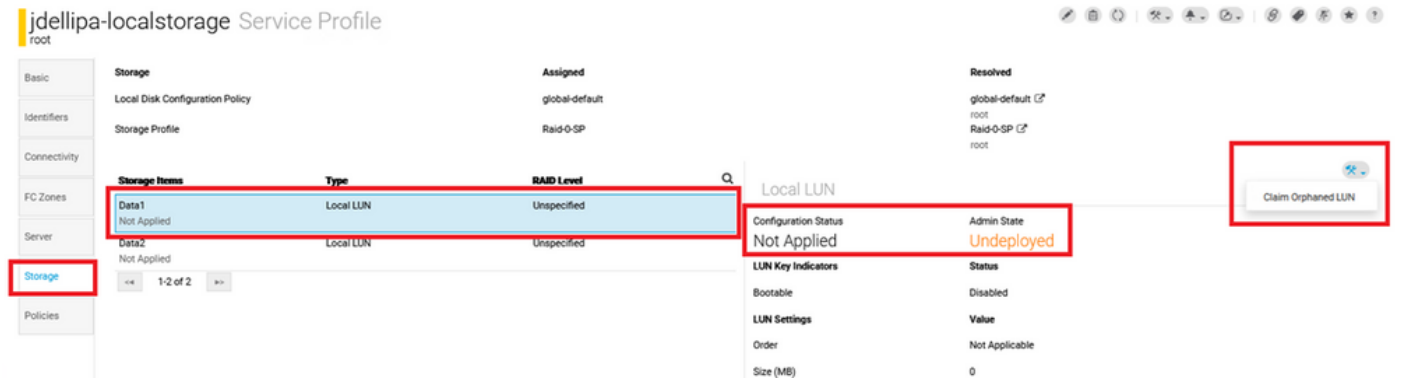 jdellipa-localstorage Service Profile
root
Basic
Identifiers
Connectivity
FC Zones
Server
Storage
Policies
Storage Assigned Resolved
Local Disk Configuration Policy global-default global-default
root
Storage Profile Raid-0-SP Raid-0-SP
root
Storage Items Type RAID Level
Data1 Local LUN Unspecified
Not Applied
Data2 Local LUN Unspecified
Not Applied
1-2 of 2
Local LUN
Claim Orphaned LUN
Configuration Status Admin State
Not Applied Undeployed
LUN Key Indicators Status
Bootable Disabled
LUN Settings Value
Order Not Applicable
Size (MB) 0